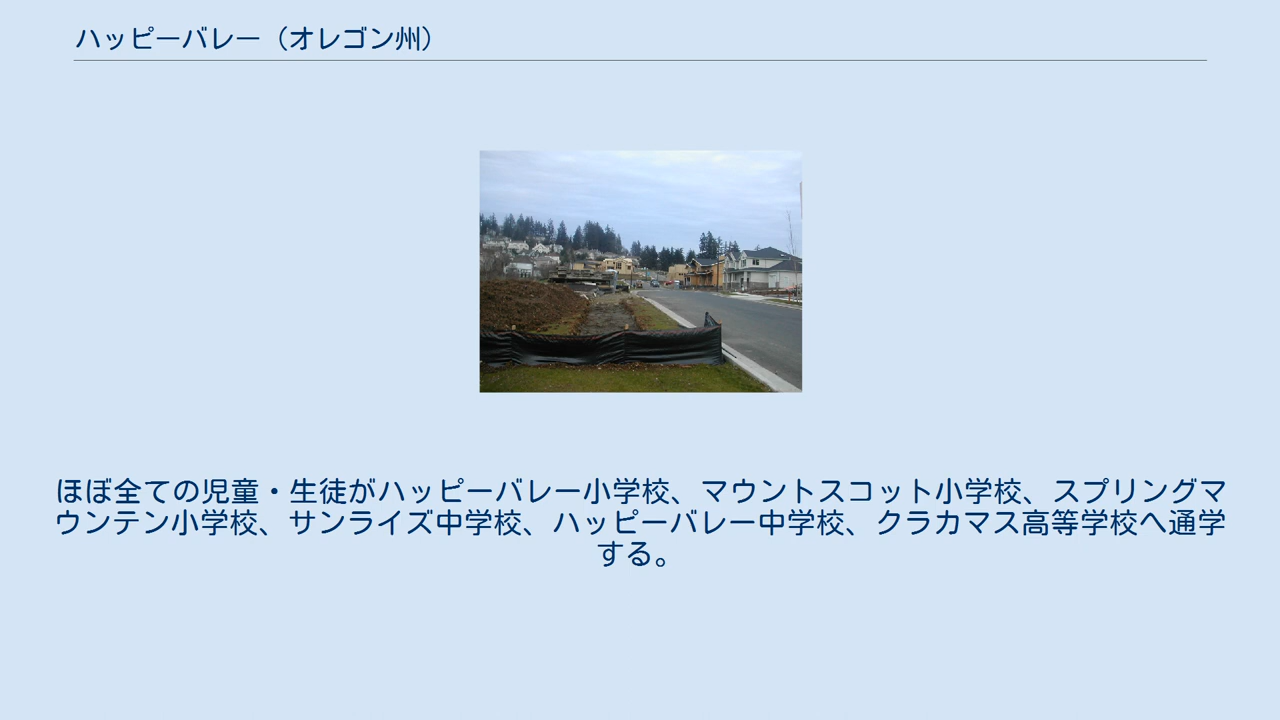 ハッピーバレー（オレゴン州）
ほぼ全ての児童・生徒がハッピーバレー小学校、マウントスコット小学校、スプリングマ
ウンテン小学校、サンライズ中学校、ハッピーバレー中学校、クラカマス高等学校へ通学
する。